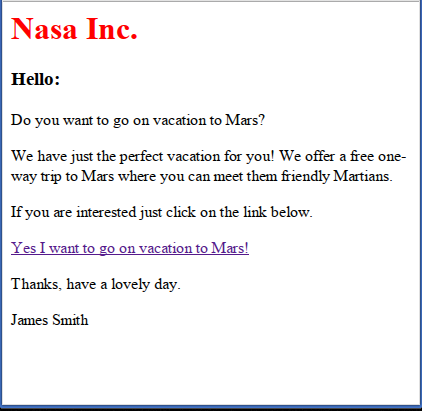 Nasa Inc.
Hello:
Do you want to go on vacation to Mars?
We have just the perfect vacation for you! We offer a free one-
way trip to Mars where you can meet them friendly Martians.
If you are interested just click on the link below.
Yes I want to go on vacation to Mars!
Thanks, have a lovely day.
James Smith